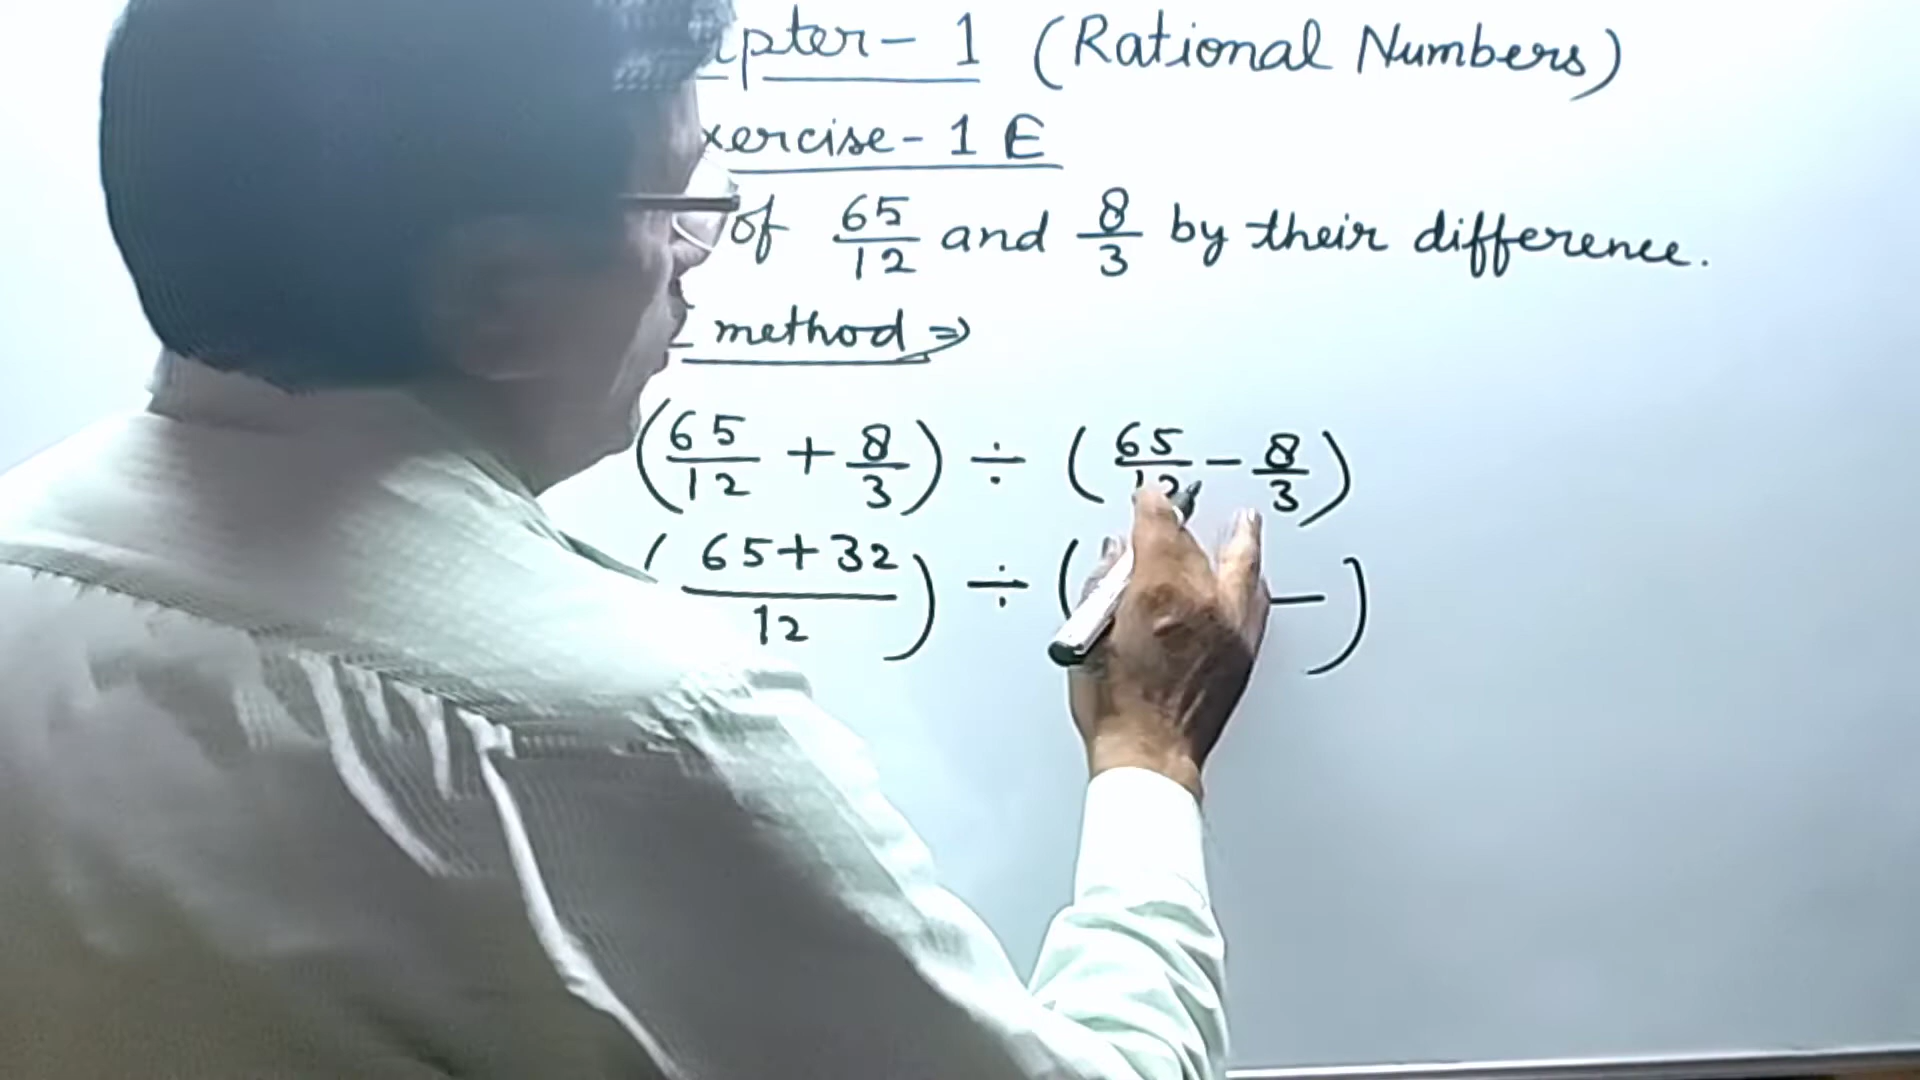 pter - 1 (Rational Numbers)
xercise - 1 E
of 65/12 and 8/3 by their difference.
method ⇒
(65/12 + 8/3) ÷ (65/12 - 8/3)
(65+32/12) ÷ ( — )